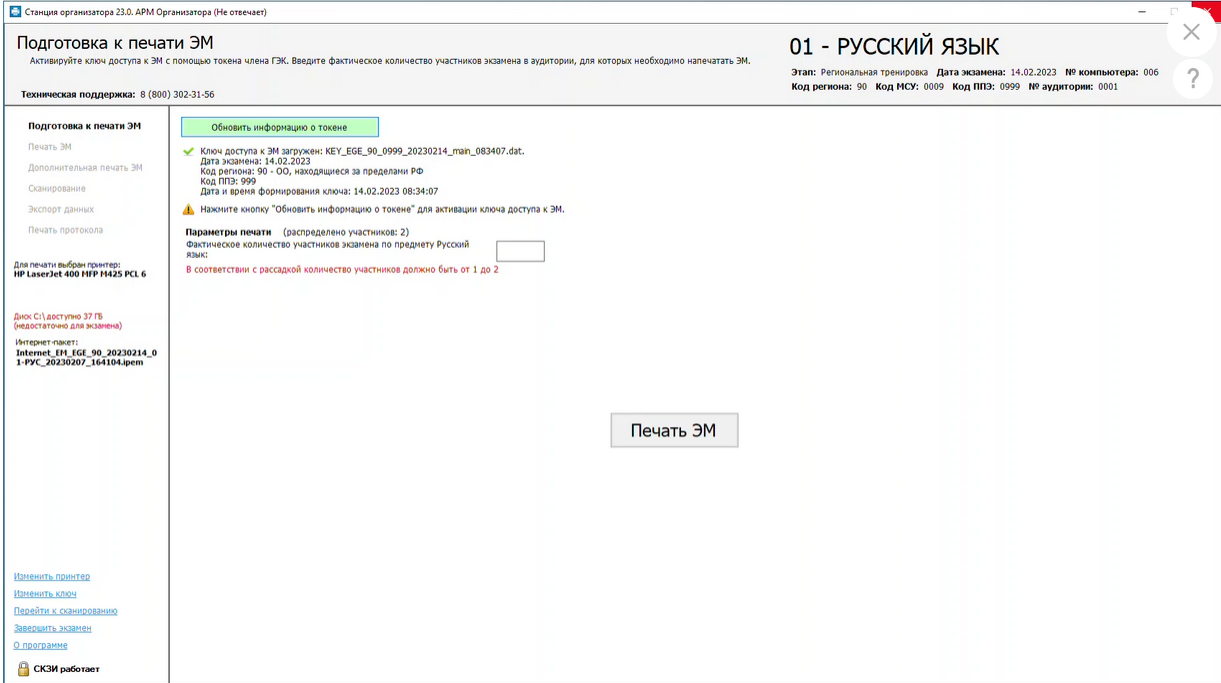 Станция организатора 23.0. АРМ Организатора (Не отвечает)
Подготовка к печати ЭМ
Активируйте ключ доступа к ЭМ с помощью токена члена ГЭК. Введите фактическое количество участников экзамена в аудитории, для которых необходимо напечатать ЭМ.
Техническая поддержка: 8 (800) 302-31-56
01 - РУССКИЙ ЯЗЫК
Этап: Региональная тренировка Дата экзамена: 14.02.2023 № компьютера: 006
Код региона: 90 Код МСУ: 0009 Код ППЭ: 0999 № аудитории: 0001
?
Подготовка к печати ЭМ
Печать ЭМ
Дополнительная печать ЭМ
Сканирование
Экспорт данных
Печать протокола
Для печати выбран принтер:
HP LaserJet 400 MFP M425 PCL 6
Диск C:\ доступно 37 ГБ
(недостаточно для экзамена)
Интернет-пакет:
Internet_EM_EGE_90_20230214_0
1-РУС_20230207_164104.ipem
Изменить принтер
Изменить ключ
Перейти к сканированию
Завершить экзамен
О программе
СКЗИ работает
Обновить информацию о токене
Ключ доступа к ЭМ загружен: KEY_EGE_90_0999_20230214_main_083407.dat.
Дата экзамена: 14.02.2023
Код региона: 90 - ОО, находящиеся за пределами РФ
Код ППЭ: 999
Дата и время формирования ключа: 14.02.2023 08:34:07
Нажмите кнопку "Обновить информацию о токене" для активации ключа доступа к ЭМ.
Параметры печати (распределено участников: 2)
Фактическое количество участников экзамена по предмету Русский
язык:
В соответствии с рассадкой количество участников должно быть от 1 до 2
Печать ЭМ